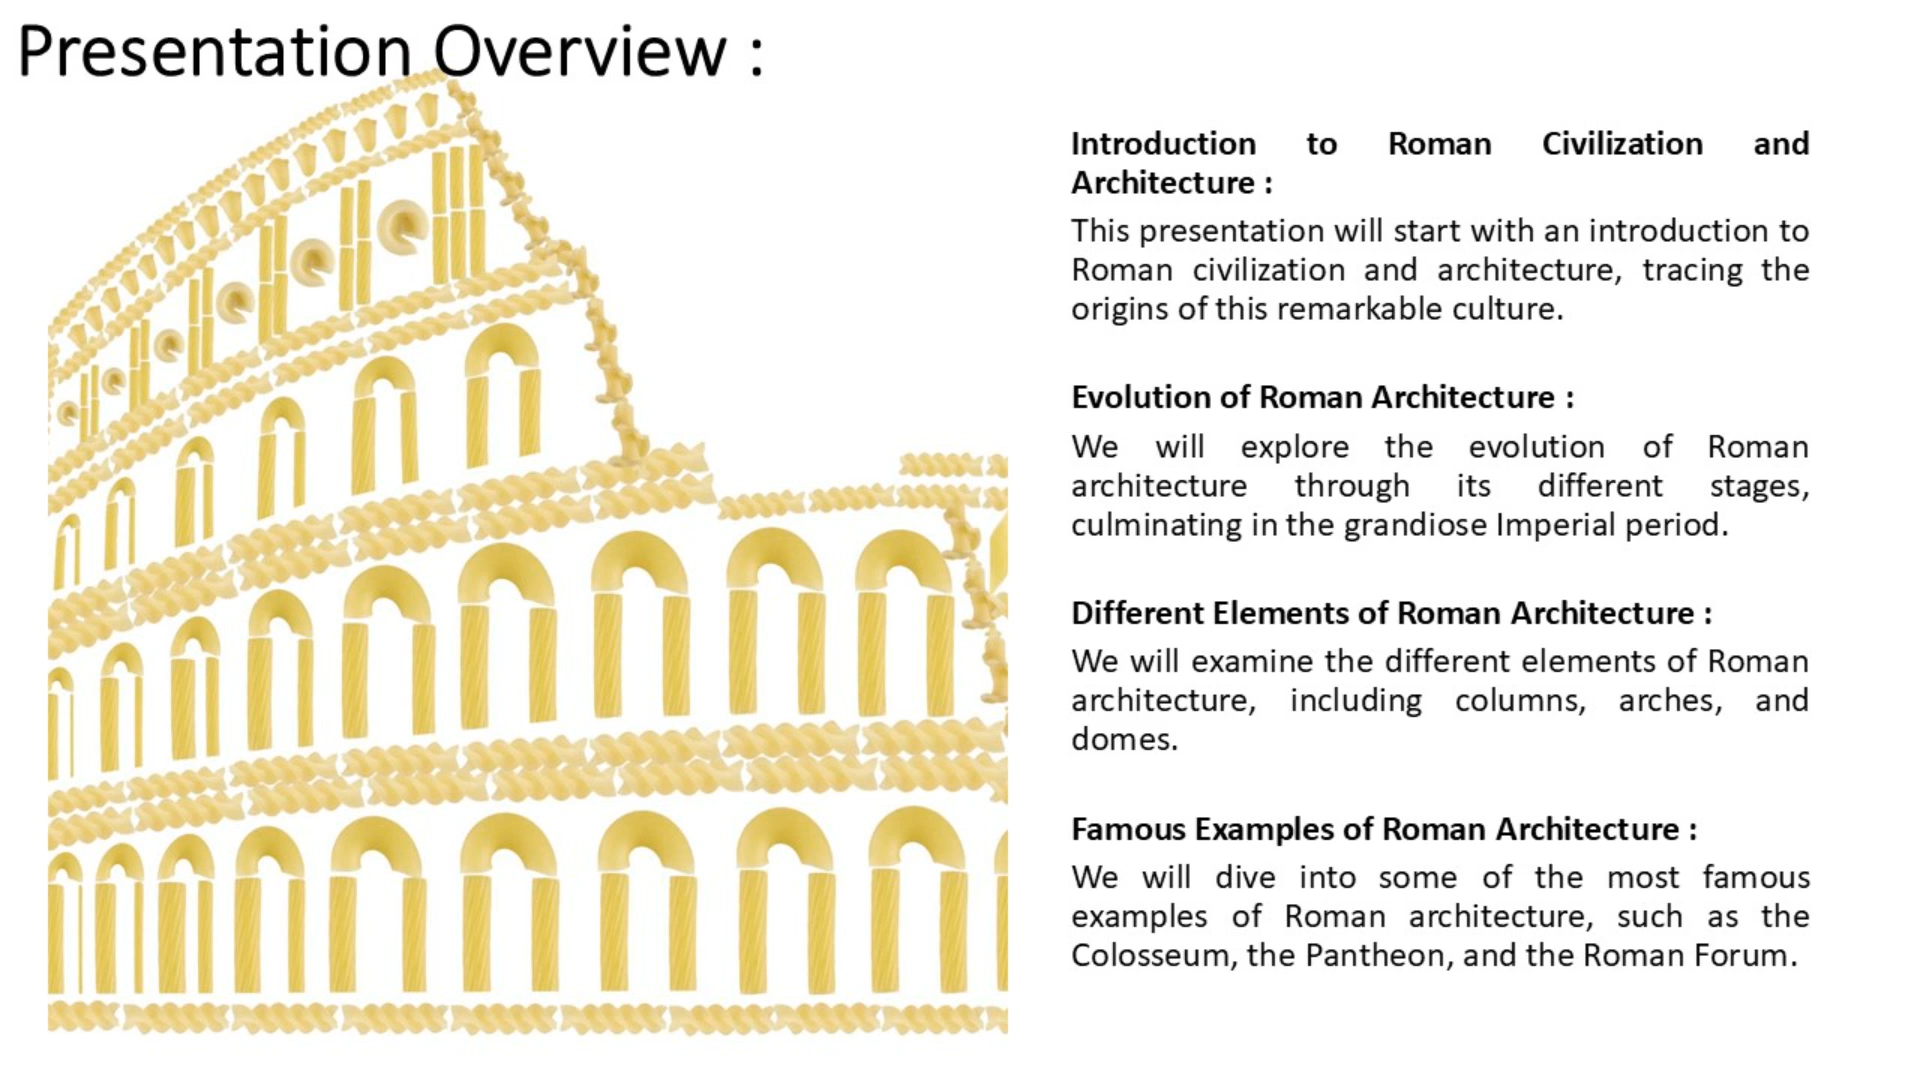 Presentation Overview :
Introduction to Roman Civilization and
Architecture :
This presentation will start with an introduction to
Roman civilization and architecture, tracing the
origins of this remarkable culture.
Evolution of Roman Architecture :
We will explore the evolution of Roman
architecture through its different stages,
culminating in the grandiose Imperial period.
Different Elements of Roman Architecture :
We will examine the different elements of Roman
architecture, including columns, arches, and
domes.
Famous Examples of Roman Architecture :
We will dive into some of the most famous
examples of Roman architecture, such as the
Colosseum, the Pantheon, and the Roman Forum.